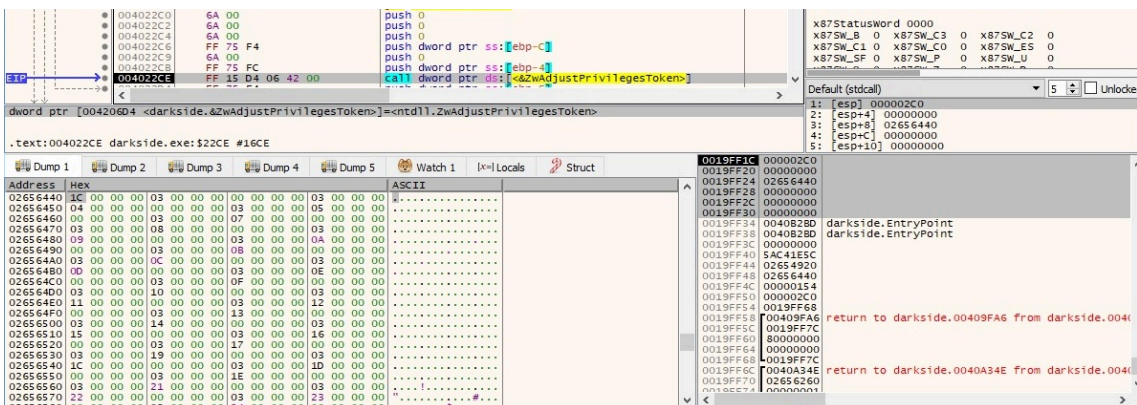 004022C0 6A 00 push 0
004022C2 6A 00 push 0
004022C4 6A 00 push 0
004022C6 FF 75 F4 push dword ptr ss:[ebp-C]
004022C9 6A 00 push 0
004022CB FF 75 FC push dword ptr ss:[ebp-4]
EIP 004022CE FF 15 D4 06 42 00 call dword ptr ds:[<&ZwAdjustPrivilegesToken>]
dword ptr [004206D4 <darkside.&ZwAdjustPrivilegesToken>]=<ntdll.ZwAdjustPrivilegesToken>
.text:004022CE darkside.exe:$22CE #16CE
x87StatusWord 0000
x87SW_B 0 x87SW_C3 0 x87SW_C2 0
x87SW_C1 0 x87SW_C0 0 x87SW_ES 0
x87SW_SF 0 x87SW_P 0 x87SW_U 0
Default (stdcall) 5 Unlocke
1: [esp] 000002C0
2: [esp+4] 00000000
3: [esp+8] 02656440
4: [esp+C] 00000000
5: [esp+10] 00000000
Dump 1 Dump 2 Dump 3 Dump 4 Dump 5 Watch 1 [x=] Locals Struct
Address Hex ASCII
02656440 1C 00 00 00 03 00 00 00 00 00 00 00 03 00 00 00 ................
02656450 04 00 00 00 00 00 00 00 03 00 00 00 05 00 00 00 ................
02656460 00 00 00 00 03 00 00 00 07 00 00 00 00 00 00 00 ................
02656470 03 00 00 00 08 00 00 00 00 00 00 00 03 00 00 00 ................
02656480 09 00 00 00 00 00 00 00 03 00 00 00 0A 00 00 00 ................
02656490 00 00 00 00 03 00 00 00 0B 00 00 00 00 00 00 00 ................
026564A0 03 00 00 00 0C 00 00 00 00 00 00 00 03 00 00 00 ................
026564B0 0D 00 00 00 00 00 00 00 03 00 00 00 0E 00 00 00 ................
026564C0 00 00 00 00 03 00 00 00 0F 00 00 00 00 00 00 00 ................
026564D0 03 00 00 00 10 00 00 00 00 00 00 00 03 00 00 00 ................
026564E0 11 00 00 00 00 00 00 00 03 00 00 00 12 00 00 00 ................
026564F0 00 00 00 00 03 00 00 00 13 00 00 00 00 00 00 00 ................
02656500 03 00 00 00 14 00 00 00 00 00 00 00 03 00 00 00 ................
02656510 15 00 00 00 00 00 00 00 03 00 00 00 16 00 00 00 ................
02656520 00 00 00 00 03 00 00 00 17 00 00 00 00 00 00 00 ................
02656530 03 00 00 00 19 00 00 00 00 00 00 00 03 00 00 00 ................
02656540 1C 00 00 00 00 00 00 00 03 00 00 00 1D 00 00 00 ................
02656550 00 00 00 00 03 00 00 00 1E 00 00 00 00 00 00 00 ................
02656560 03 00 00 00 21 00 00 00 00 00 00 00 03 00 00 00 ....!...........
02656570 22 00 00 00 00 00 00 00 03 00 00 00 23 00 00 00 "...........#...
0019FF1C 000002C0
0019FF20 00000000
0019FF24 02656440
0019FF28 00000000
0019FF2C 00000000
0019FF30 00000000
0019FF34 0040B2BD darkside.EntryPoint
0019FF38 0040B2BD darkside.EntryPoint
0019FF3C 00000000
0019FF40 5AC41E5C
0019FF44 02654920
0019FF48 02656440
0019FF4C 00000154
0019FF50 000002C0
0019FF54 0019FF68
0019FF58 00409FA6 return to darkside.00409FA6 from darkside.0040
0019FF5C 0019FF7C
0019FF60 80000000
0019FF64 00000000
0019FF68 0019FF7C
0019FF6C 0040A34E return to darkside.0040A34E from darkside.0040
0019FF70 02656260